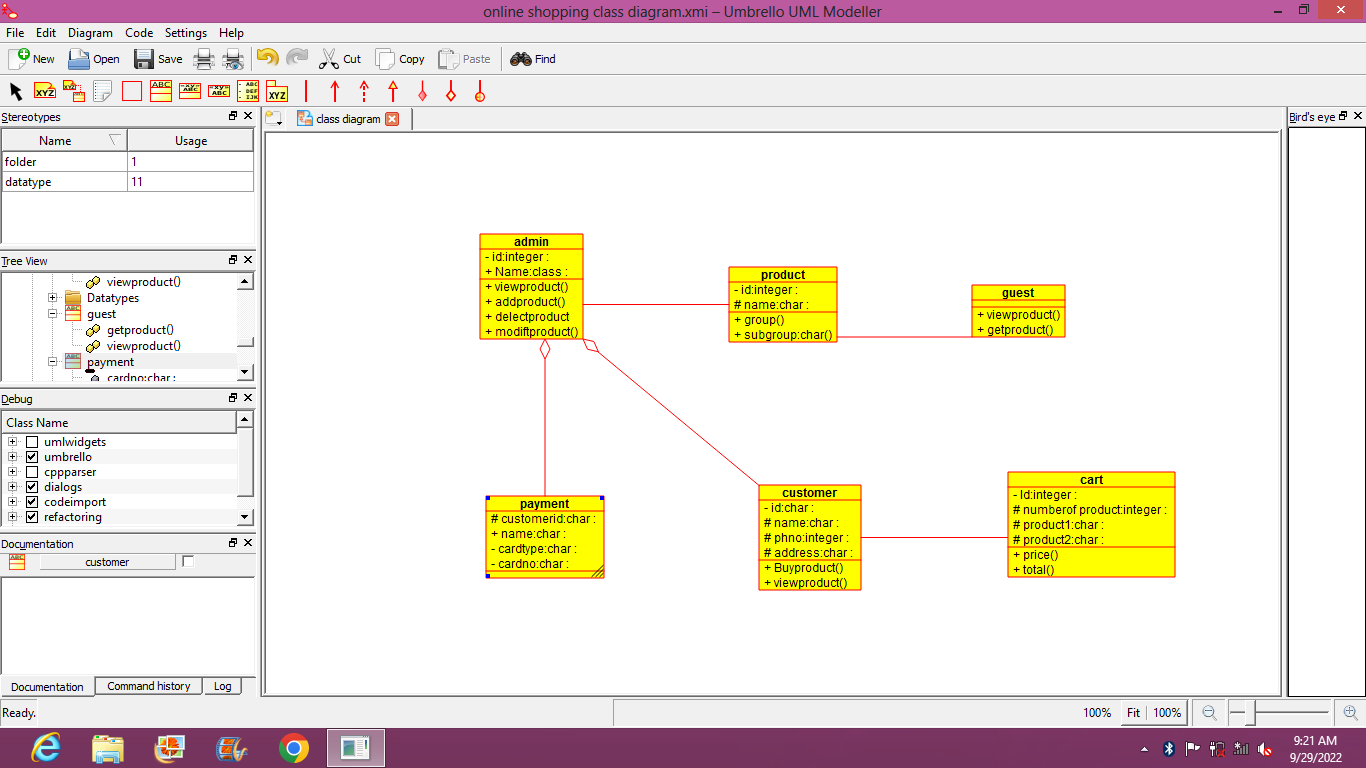 online shopping class diagram.xmi – Umbrello UML Modeller
File Edit Diagram Code Settings Help
New Open Save Cut Copy Paste Find
XYZ ABC -xy= ABC =xy= ABC - ABC - DEF - IJK XYZ
Stereotypes
Name Usage
folder 1
datatype 11
Tree View
viewproduct()
Datatypes
guest
getproduct()
viewproduct()
payment
cardno:char :
Debug
Class Name
umlwidgets
umbrello
cppparser
dialogs
codeimport
refactoring
Documentation
customer
Documentation Command history Log
Ready.
class diagram
admin
- id:integer :
+ Name:class :
+ viewproduct()
+ addproduct()
+ delectproduct
+ modiftproduct()
product
- id:integer :
# name:char :
+ group()
+ subgroup:char()
guest
+ viewproduct()
+ getproduct()
payment
# customerid:char :
+ name:char :
- cardtype:char :
- cardno:char :
customer
- id:char :
# name:char :
# phno:integer :
# address:char :
+ Buyproduct()
+ viewproduct()
cart
- Id:integer :
# numberof product:integer :
# product1:char :
# product2:char :
+ price()
+ total()
Bird's eye
100% Fit 100%
9:21 AM
9/29/2022